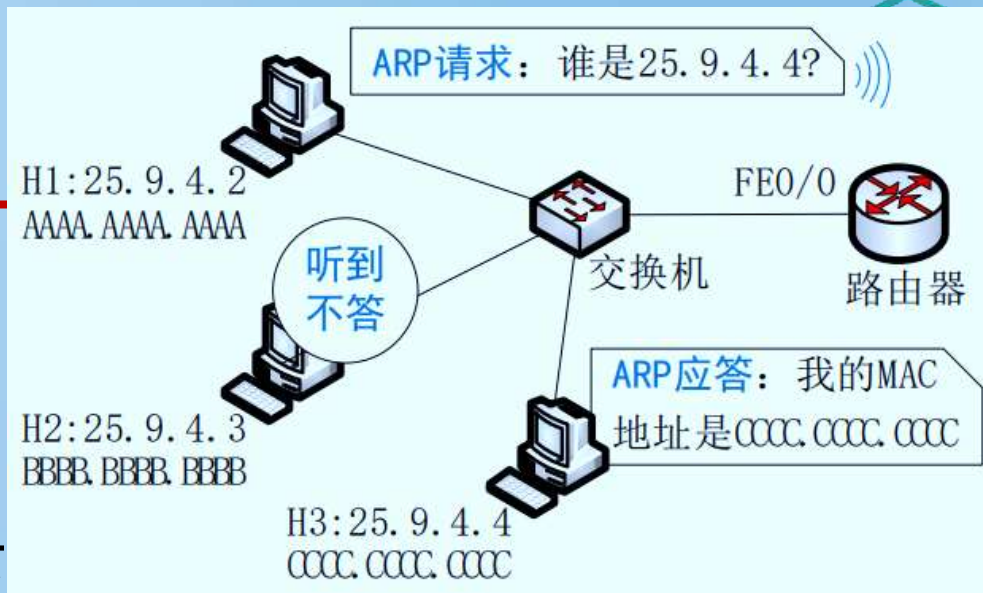 ARP请求：谁是25.9.4.4?
H1:25.9.4.2
AAAA.AAAA.AAAA
FE0/0
交换机
路由器
听到
不答
H2:25.9.4.3
BBBB.BBBB.BBBB
ARP应答：我的MAC
地址是CCCC.CCCC.CCCC
H3:25.9.4.4
CCCC.CCCC.CCCC